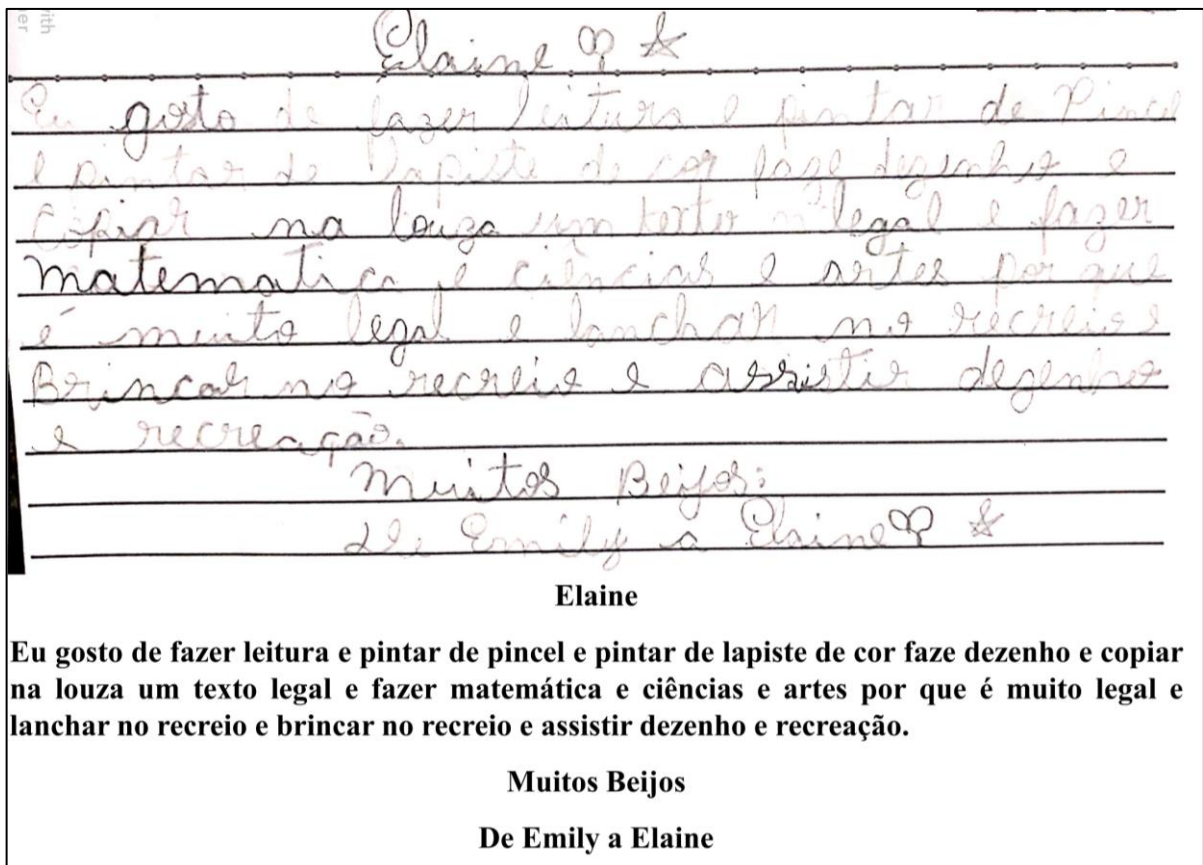 Elaine
Eu gosto de fazer leitura e pintar de Pincel
e pintar de Lapiste de cor faze dezenho e
copiar na louza um texto legal e fazer
matematica e ciências e artes por que
é muito legal e lanchar no recreio e
Brincar no recreio e assistir dezenho
e recreação.
Muitos Beijos:
De Emily a Elaine
Elaine
Eu gosto de fazer leitura e pintar de pincel e pintar de lapiste de cor faze dezenho e copiar
na louza um texto legal e fazer matemática e ciências e artes por que é muito legal e
lanchar no recreio e brincar no recreio e assistir dezenho e recreação.
Muitos Beijos
De Emily a Elaine